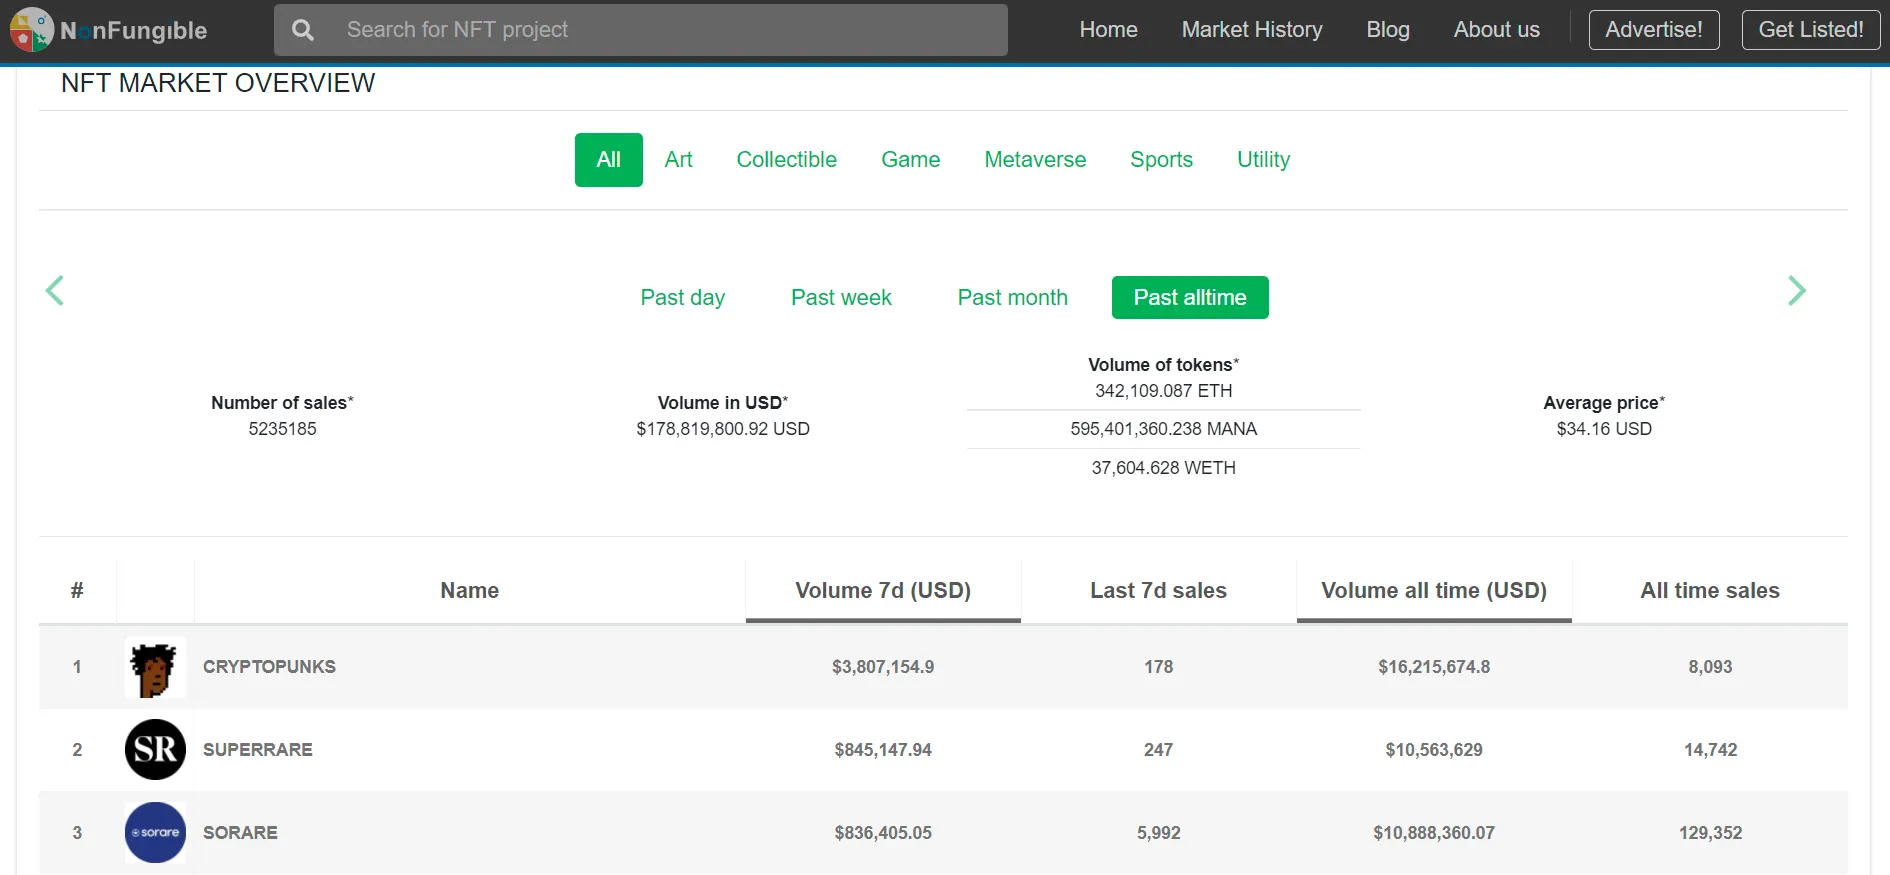 NonFungible Search for NFT project Home Market History Blog About us Advertise! Get Listed!
NFT MARKET OVERVIEW
All Art Collectible Game Metaverse Sports Utility
Past day Past week Past month Past alltime
Number of sales*
5235185
Volume in USD*
$178,819,800.92 USD
Volume of tokens*
342,109.087 ETH
595,401,360.238 MANA
37,604.628 WETH
Average price*
$34.16 USD
# Name Volume 7d (USD) Last 7d sales Volume all time (USD) All time sales
1 CRYPTOPUNKS $3,807,154.9 178 $16,215,674.8 8,093
2 SR SUPERRARE $845,147.94 247 $10,563,629 14,742
3 sorare SORARE $836,405.05 5,992 $10,888,360.07 129,352